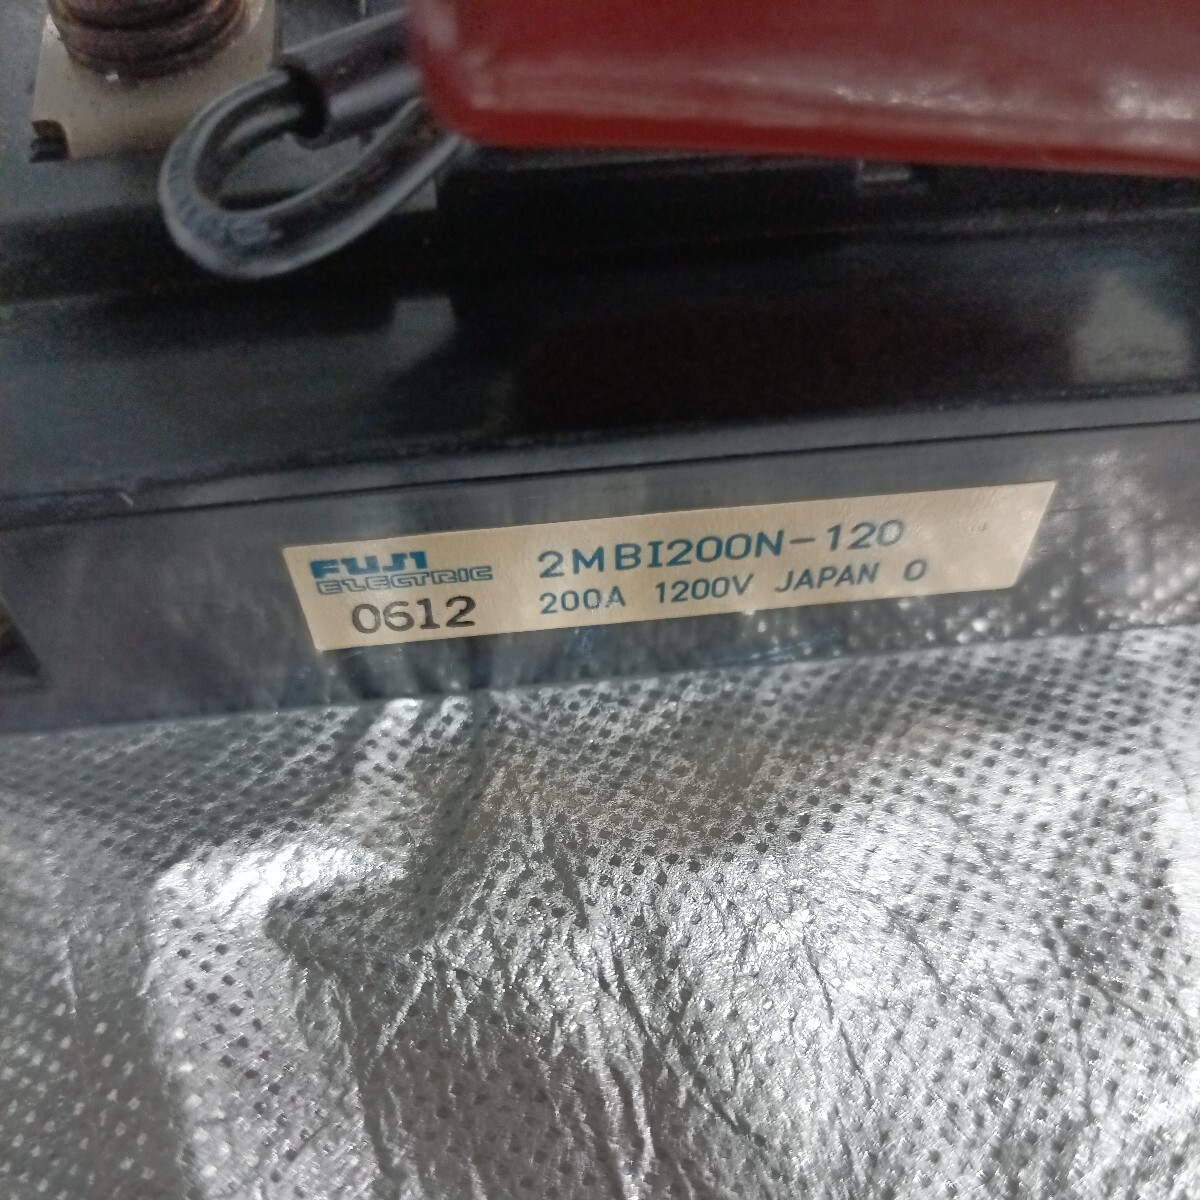 FUJI
ELECTRIC
0612
2MBI200N-120
200A 1200V JAPAN O